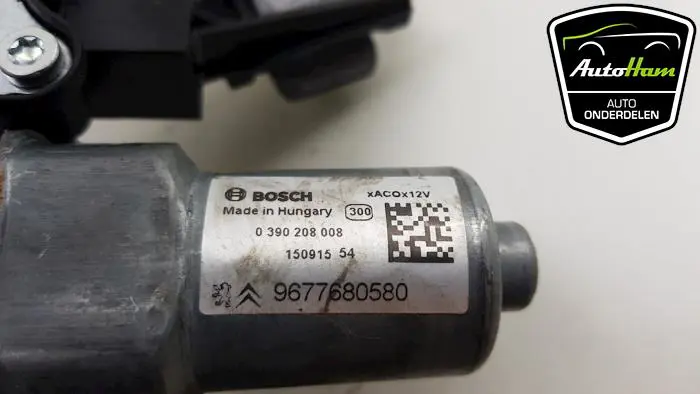 BOSCH
xACOx12V
Made in Hungary 300
0 390 208 008
150915 54
9677680580
AutoHam
AUTO
ONDERDELEN